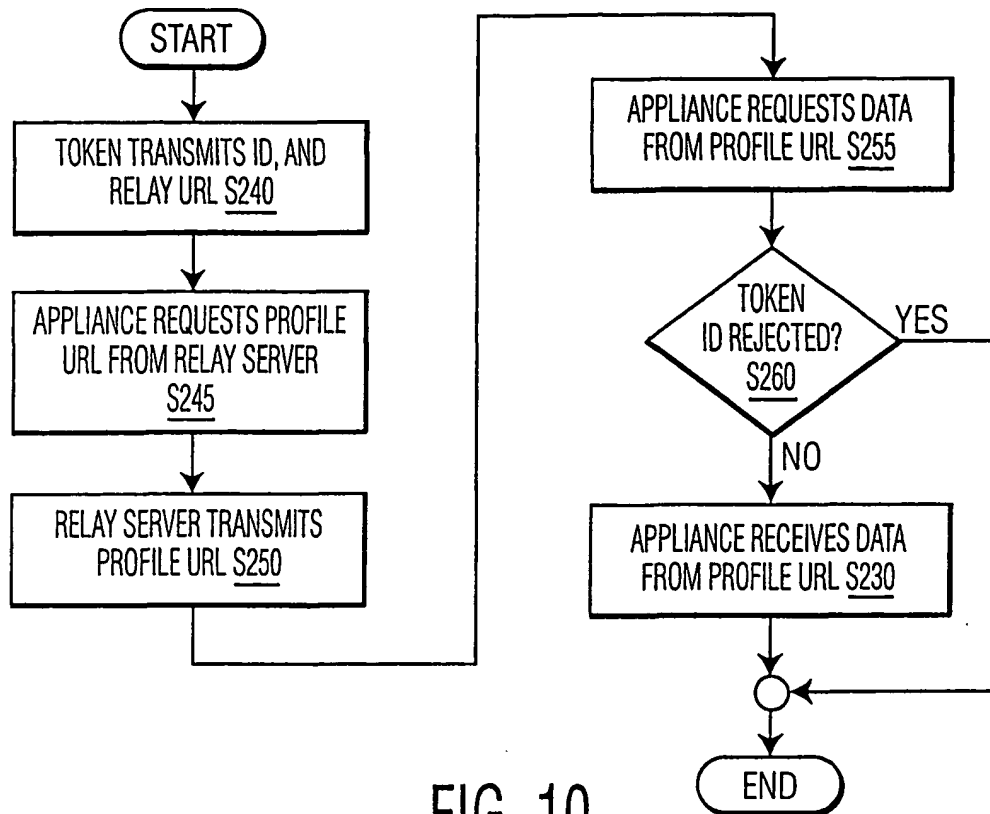 START
TOKEN TRANSMITS ID, AND
RELAY URL S240
APPLIANCE REQUESTS PROFILE
URL FROM RELAY SERVER
S245
RELAY SERVER TRANSMITS
PROFILE URL S250
APPLIANCE REQUESTS DATA
FROM PROFILE URL S255
TOKEN
ID REJECTED?
S260
YES
NO
APPLIANCE RECEIVES DATA
FROM PROFILE URL S230
END
FIG. 10